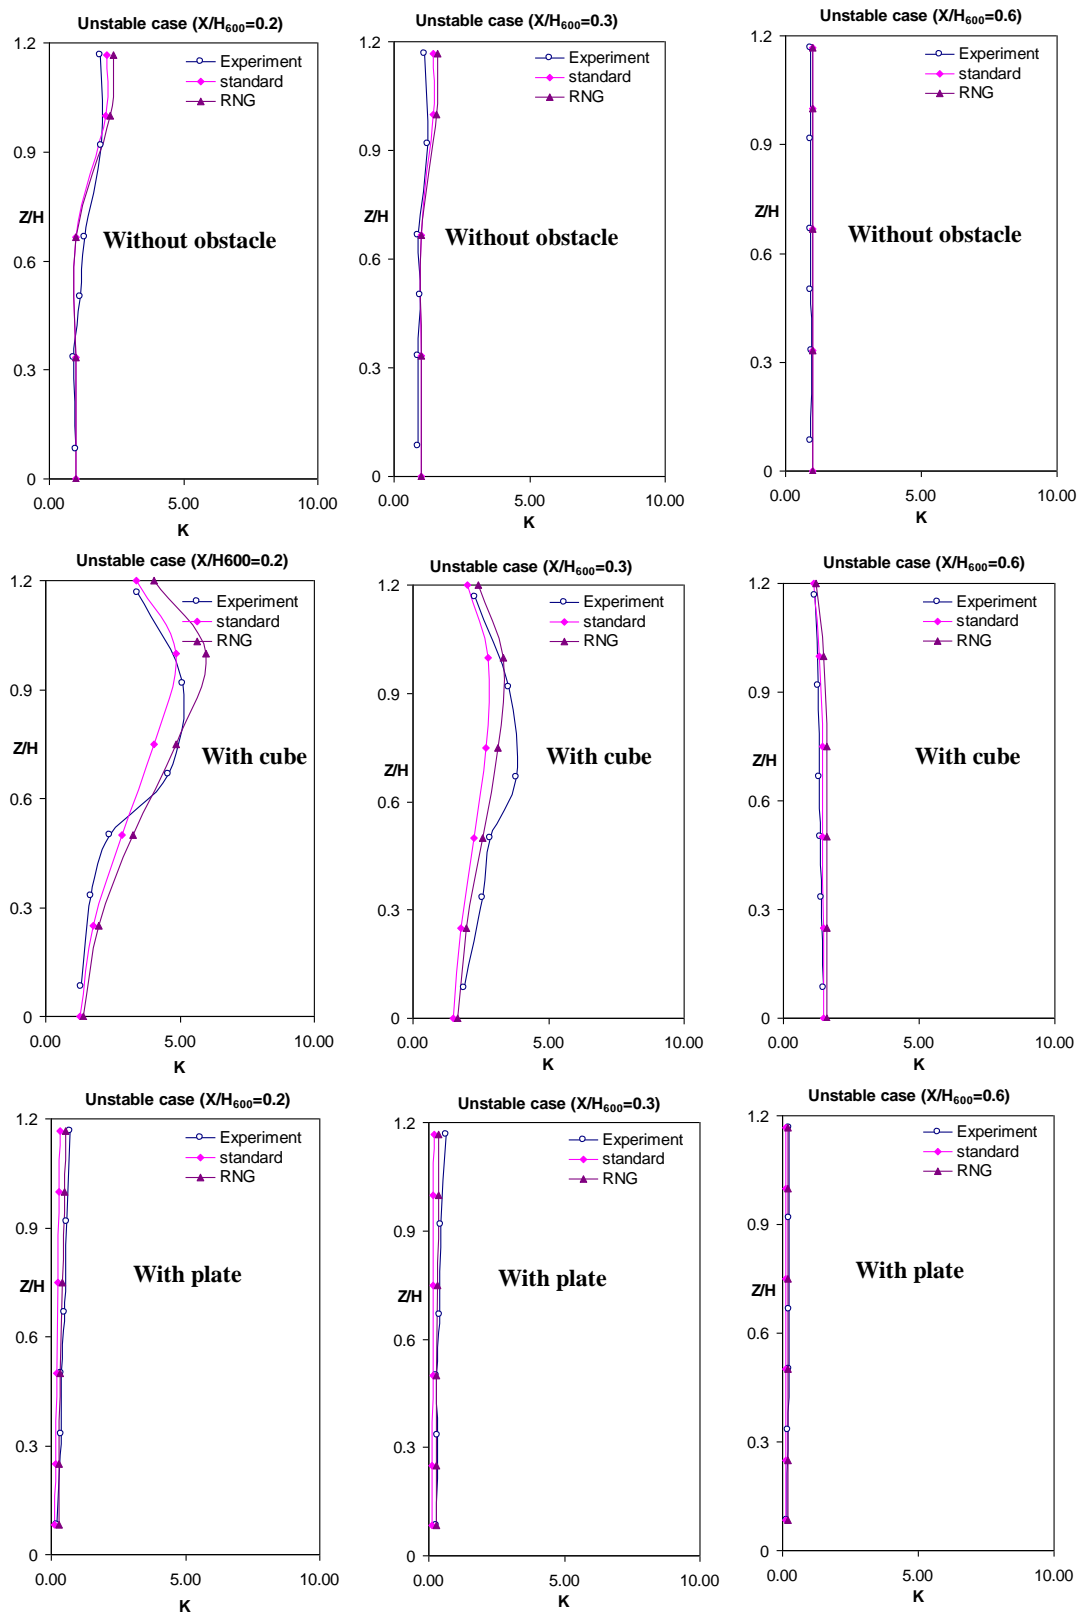 Unstable case (X/H600=0.2)
1.2
0.9
Z/H
0.6
0.3
0
0.00 5.00 10.00
K
Experiment
standard
RNG
Without obstacle
Unstable case (X/H600=0.3)
1.2
0.9
Z/H
0.6
0.3
0
0.00 5.00 10.00
K
Experiment
standard
RNG
Without obstacle
Unstable case (X/H600=0.6)
1.2
0.9
Z/H
0.6
0.3
0
0.00 5.00 10.00
K
Experiment
standard
RNG
Without obstacle
Unstable case (X/H600=0.2)
1.2
0.9
Z/H
0.6
0.3
0
0.00 5.00 10.00
K
Experiment
standard
RNG
With cube
Unstable case (X/H600=0.3)
1.2
0.9
Z/H
0.6
0.3
0
0.00 5.00 10.00
K
Experiment
standard
RNG
With cube
Unstable case (X/H600=0.6)
1.2
0.9
Z/H
0.6
0.3
0
0.00 5.00 10.00
K
Experiment
standard
RNG
With cube
Unstable case (X/H600=0.2)
1.2
0.9
Z/H
0.6
0.3
0
0.00 5.00 10.00
K
Experiment
standard
RNG
With plate
Unstable case (X/H600=0.3)
1.2
0.9
Z/H
0.6
0.3
0
0.00 5.00 10.00
K
Experiment
standard
RNG
With plate
Unstable case (X/H600=0.6)
1.2
0.9
Z/H
0.6
0.3
0
0.00 5.00 10.00
K
Experiment
standard
RNG
With plate